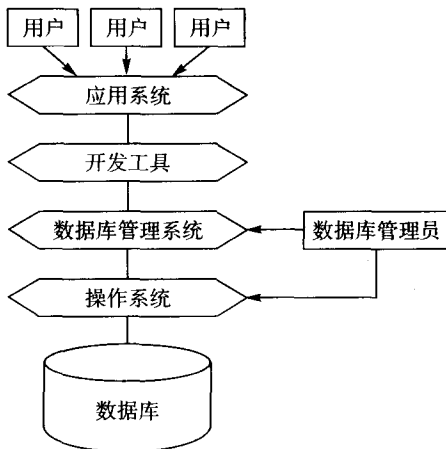 用户 用户 用户
应用系统
开发工具
数据库管理系统 数据库管理员
操作系统
数据库